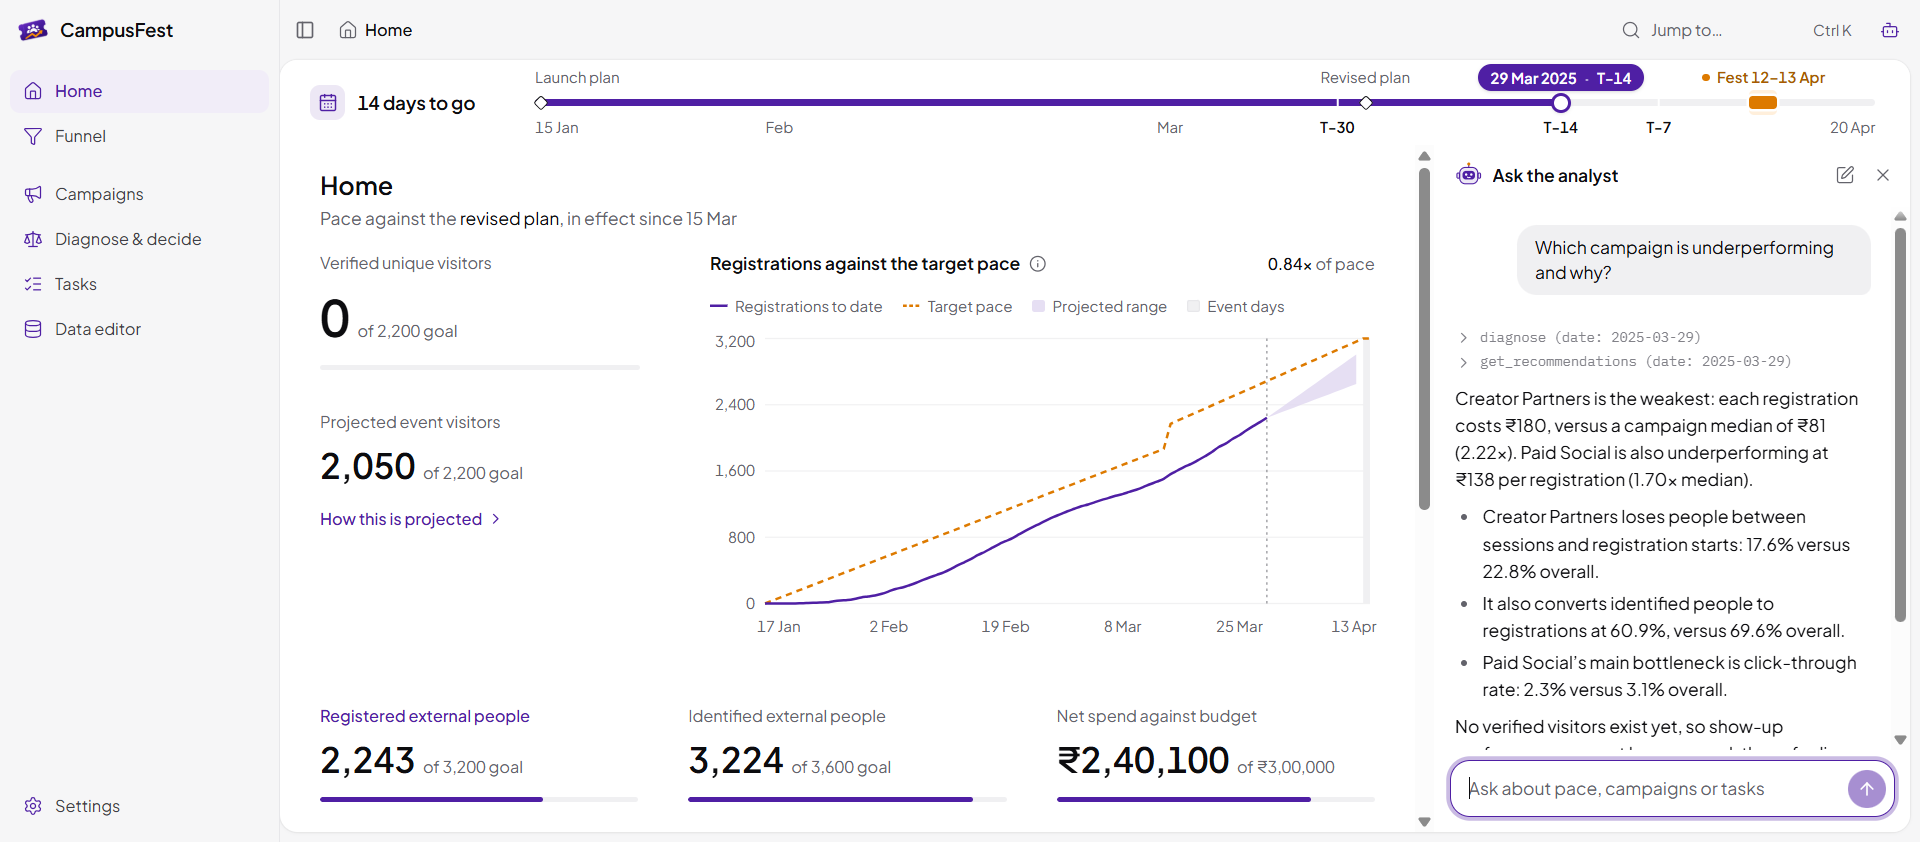 CampusFest
Home
Funnel
Campaigns
Diagnose & decide
Tasks
Data editor
Settings
Home
Jump to...
Ctrl K
14 days to go
Launch plan
Revised plan
29 Mar 2025 · T-14
Fest 12–13 Apr
15 Jan
Feb
Mar
T-30
T-14
T-7
20 Apr
Home
Pace against the revised plan, in effect since 15 Mar
Verified unique visitors
0 of 2,200 goal
Projected event visitors
2,050 of 2,200 goal
How this is projected
Registrations against the target pace
0.84× of pace
Registrations to date
Target pace
Projected range
Event days
3,200
2,400
1,600
800
0
17 Jan
2 Feb
19 Feb
8 Mar
25 Mar
13 Apr
Registered external people
2,243 of 3,200 goal
Identified external people
3,224 of 3,600 goal
Net spend against budget
₹2,40,100 of ₹3,00,000
Ask the analyst
Which campaign is underperforming
and why?
diagnose (date: 2025-03-29)
get_recommendations (date: 2025-03-29)
Creator Partners is the weakest: each registration
costs ₹180, versus a campaign median of ₹81
(2.22×). Paid Social is also underperforming at
₹138 per registration (1.70× median).
Creator Partners loses people between
sessions and registration starts: 17.6% versus
22.8% overall.
It also converts identified people to
registrations at 60.9%, versus 69.6% overall.
Paid Social's main bottleneck is click-through
rate: 2.3% versus 3.1% overall.
No verified visitors exist yet, so show-up
Ask about pace, campaigns or tasks